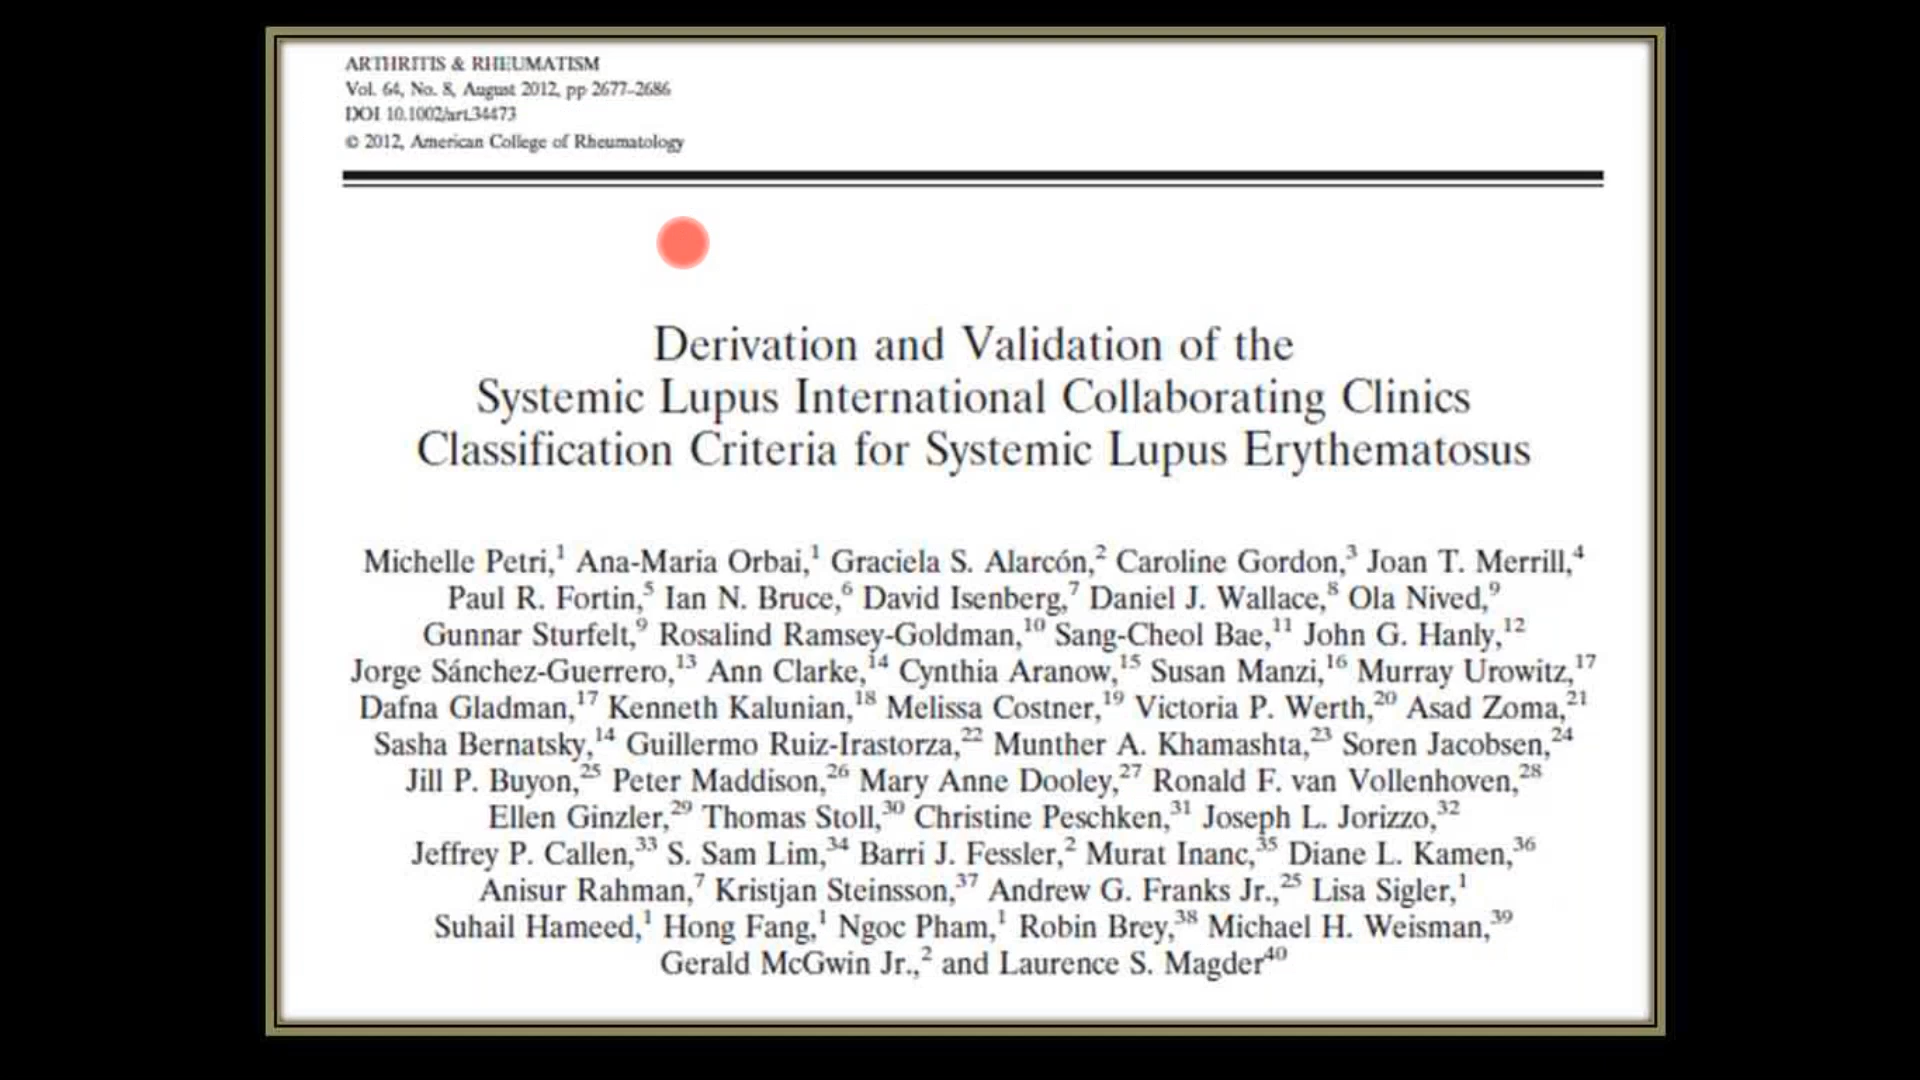 ARTHRITIS & RHEUMATISM
Vol. 64, No. 8, August 2012, pp 2677–2686
DOI 10.1002/art.34473
© 2012, American College of Rheumatology
Derivation and Validation of the
Systemic Lupus International Collaborating Clinics
Classification Criteria for Systemic Lupus Erythematosus
Michelle Petri,¹ Ana-Maria Orbai,¹ Graciela S. Alarcón,² Caroline Gordon,³ Joan T. Merrill,⁴
Paul R. Fortin,⁵ Ian N. Bruce,⁶ David Isenberg,⁷ Daniel J. Wallace,⁸ Ola Nived,⁹
Gunnar Sturfelt,⁹ Rosalind Ramsey-Goldman,¹⁰ Sang-Cheol Bae,¹¹ John G. Hanly,¹²
Jorge Sánchez-Guerrero,¹³ Ann Clarke,¹⁴ Cynthia Aranow,¹⁵ Susan Manzi,¹⁶ Murray Urowitz,¹⁷
Dafna Gladman,¹⁷ Kenneth Kalunian,¹⁸ Melissa Costner,¹⁹ Victoria P. Werth,²⁰ Asad Zoma,²¹
Sasha Bernatsky,¹⁴ Guillermo Ruiz-Irastorza,²² Munther A. Khamashta,²³ Soren Jacobsen,²⁴
Jill P. Buyon,²⁵ Peter Maddison,²⁶ Mary Anne Dooley,²⁷ Ronald F. van Vollenhoven,²⁸
Ellen Ginzler,²⁹ Thomas Stoll,³⁰ Christine Peschken,³¹ Joseph L. Jorizzo,³²
Jeffrey P. Callen,³³ S. Sam Lim,³⁴ Barri J. Fessler,² Murat Inanc,³⁵ Diane L. Kamen,³⁶
Anisur Rahman,⁷ Kristjan Steinsson,³⁷ Andrew G. Franks Jr.,²⁵ Lisa Sigler,¹
Suhail Hameed,¹ Hong Fang,¹ Ngoc Pham,¹ Robin Brey,³⁸ Michael H. Weisman,³⁹
Gerald McGwin Jr.,² and Laurence S. Magder⁴⁰